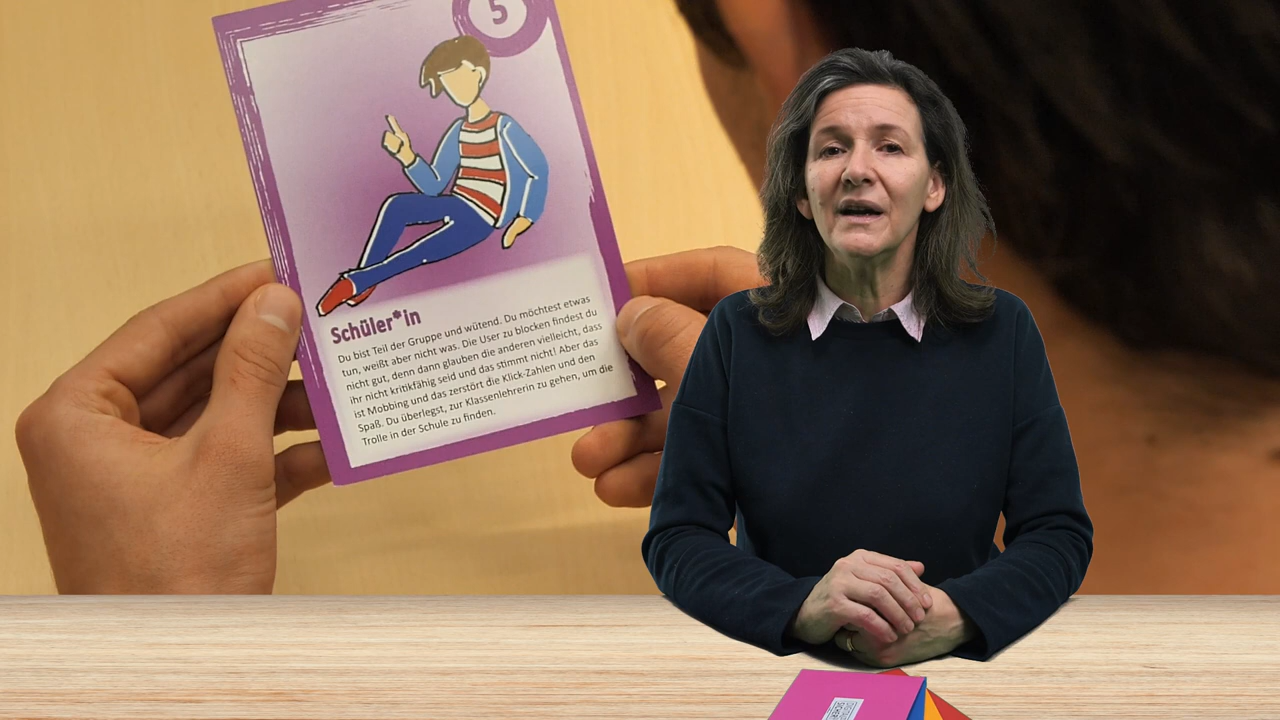 5
Schüler*in
Du bist Teil der Gruppe und wütend. Du möchtest etwas
tun, weißt aber nicht was. Die User zu blocken findest du
nicht gut, denn dann glauben die anderen vielleicht, dass
ihr nicht kritikfähig seid und das stimmt nicht! Aber das
ist Mobbing und das zerstört die Klick-Zahlen und den
Spaß. Du überlegst, zur Klassenlehrerin zu gehen, um die
Trolle in der Schule zu finden.